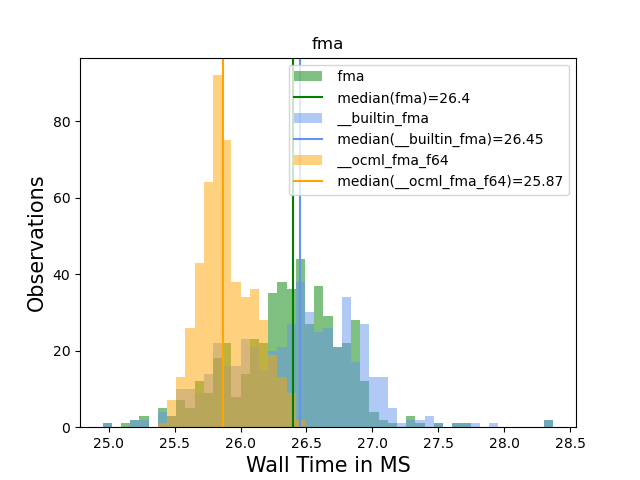 fma
fma
median(fma)=26.4
__builtin_fma
median(__builtin_fma)=26.45
__ocml_fma_f64
median(__ocml_fma_f64)=25.87
Observations
80
60
40
20
0
25.0 25.5 26.0 26.5 27.0 27.5 28.0 28.5
Wall Time in MS